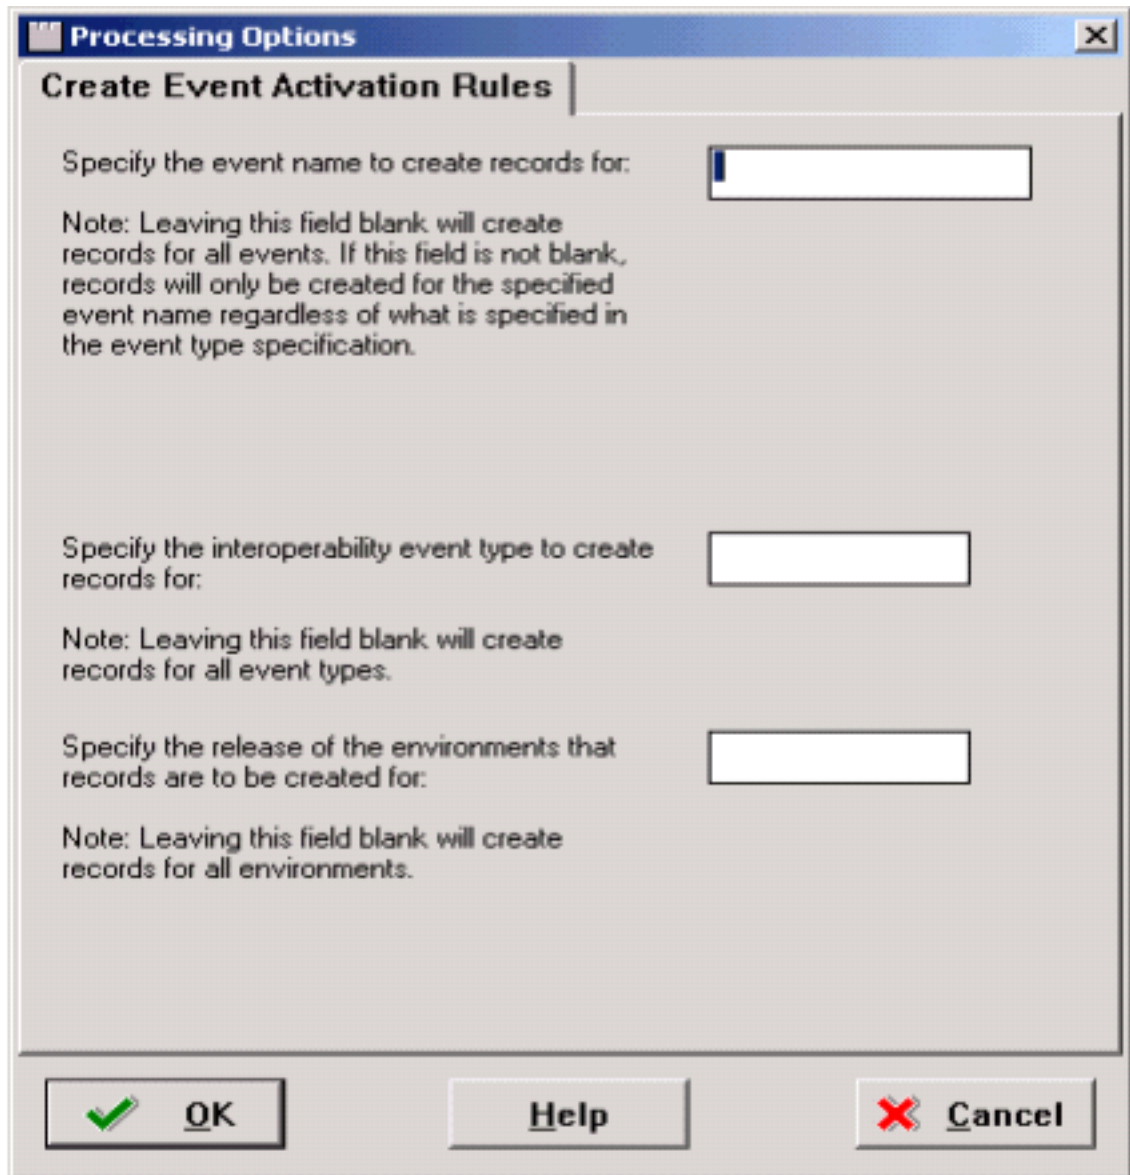 Processing Options
Create Event Activation Rules
Specify the event name to create records for:
Note: Leaving this field blank will create
records for all events. If this field is not blank,
records will only be created for the specified
event name regardless of what is specified in
the event type specification.
Specify the interoperability event type to create
records for:
Note: Leaving this field blank will create
records for all event types.
Specify the release of the environments that
records are to be created for:
Note: Leaving this field blank will create
records for all environments.
OK
Help
Cancel